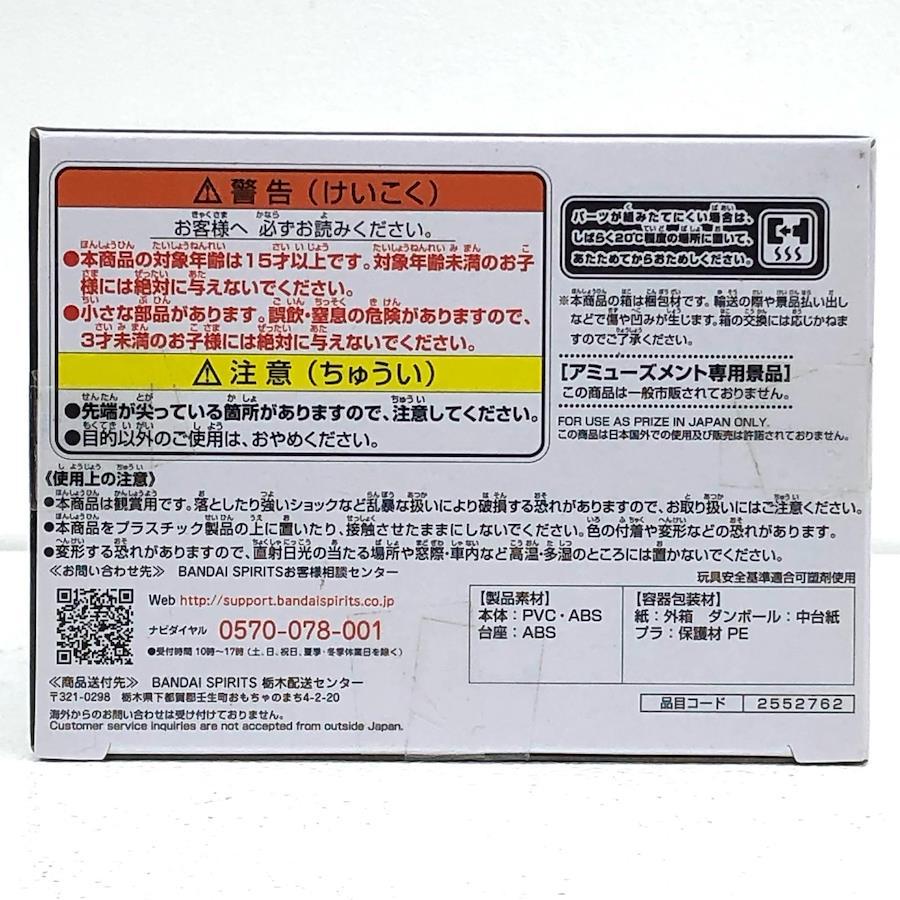 ⚠警告（けいこく）
お客様へ 必ずお読みください。
●本商品の対象年齢は15才以上です。対象年齢未満のお子
様には絶対に与えないでください。
●小さな部品があります。誤飲・窒息の危険がありますので、
3才未満のお子様には絶対に与えないでください。
⚠注意（ちゅうい）
●先端が尖っている箇所がありますので、注意してください。
●目的以外のご使用は、おやめください。
パーツが組みたてにくい場合は、
しばらく20℃程度の場所に置いて、
あたためてからおためしください。
※本商品の箱は梱包材です。輸送の際や景品払い出し
などで傷や凹みが生じます。箱の交換には応じかねま
すのでご了承ください。
【アミューズメント専用景品】
この商品は一般市販されておりません。
FOR USE AS PRIZE IN JAPAN ONLY.
この商品は日本国外での使用及び販売は許諾されておりません。
《使用上の注意》
●本商品は観賞用です。落としたり強いショックなど乱暴な扱いにより破損する恐れがありますので、お取り扱いにはご注意ください。
●本商品をプラスチック製品の上に置いたり、接触させたままにしないでください。色の付着や変形などの恐れがあります。
●変形する恐れがありますので、直射日光の当たる場所や窓際・車内など高温・多湿のところには置かないでください。
≪お問い合わせ先≫ BANDAI SPIRITSお客様相談センター
Web http://support.bandaispirits.co.jp
ナビダイヤル 0570-078-001
●受付時間 10時～17時（土、日、祝日、夏季・冬季休業日を除く）
≪商品送付先≫ BANDAI SPIRITS 栃木配送センター
〒321-0298 栃木県下都賀郡壬生町おもちゃのまち4-2-20
海外からのお問い合わせは受け付けておりません。
Customer service inquiries are not accepted from outside Japan.
玩具安全基準適合可塑剤使用
【製品素材】
本体：PVC・ABS
台座：ABS
【容器包装材】
紙：外箱 ダンボール：中台紙
プラ：保護材 PE
品目コード 2552762